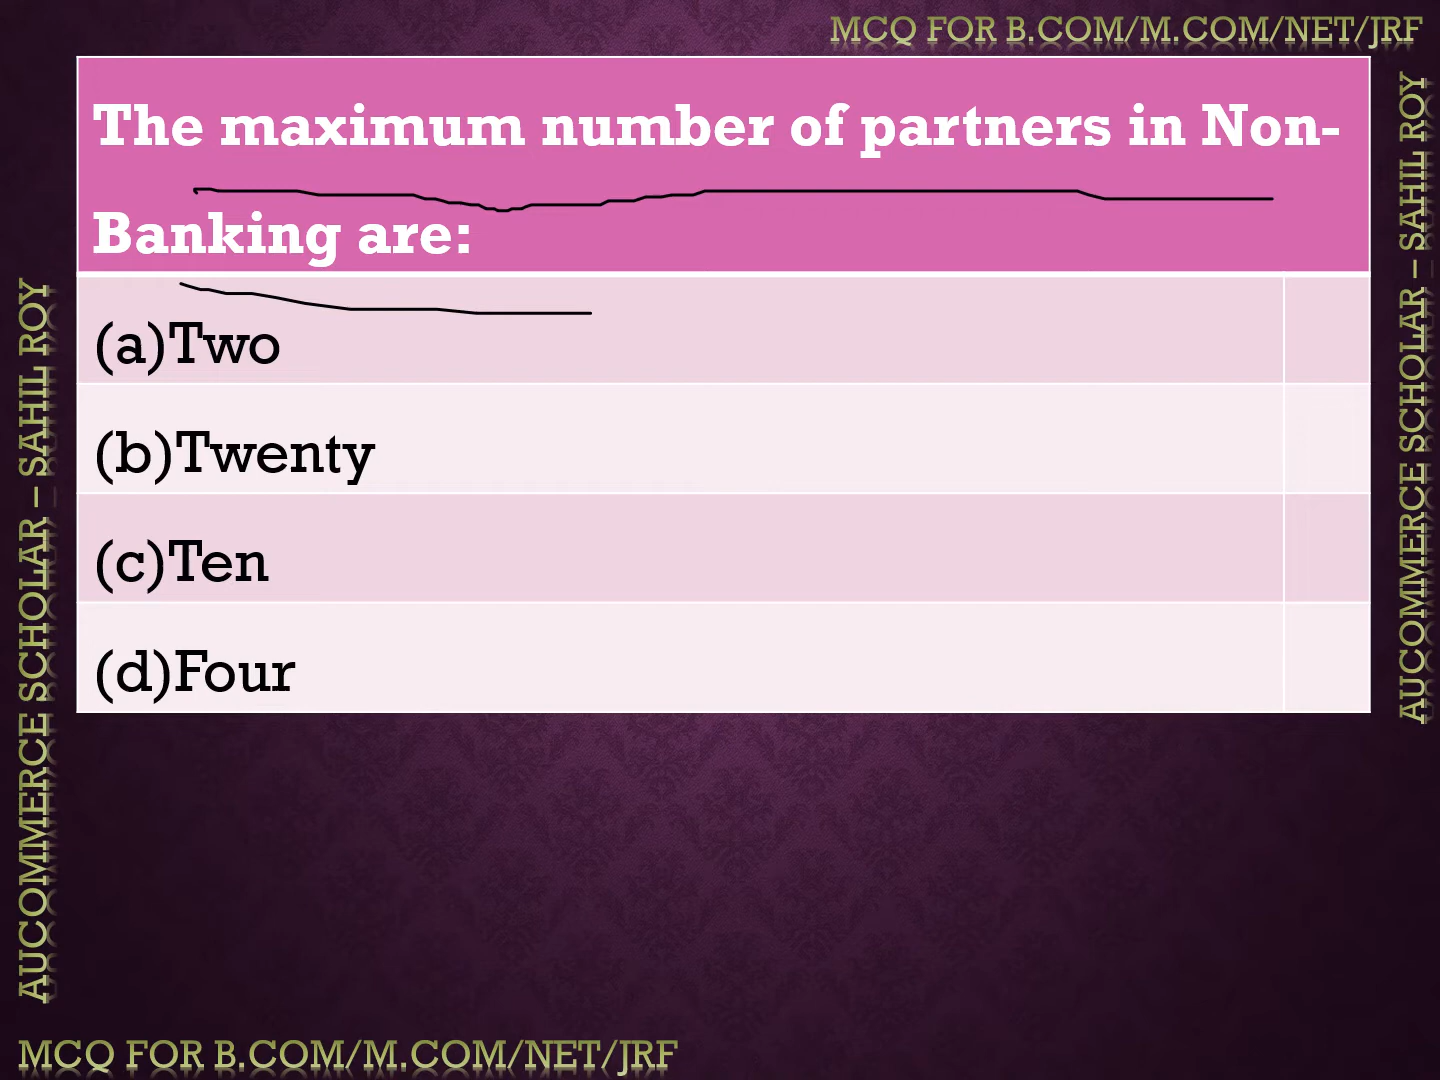 MCQ FOR B.COM/M.COM/NET/JRF
The maximum number of partners in Non-
Banking are:
(a)Two
(b)Twenty
(c)Ten
(d)Four
AUCOMMERCE SCHOLAR – SAHIL ROY
AUCOMMERCE SCHOLAR – SAHIL ROY
MCQ FOR B.COM/M.COM/NET/JRF